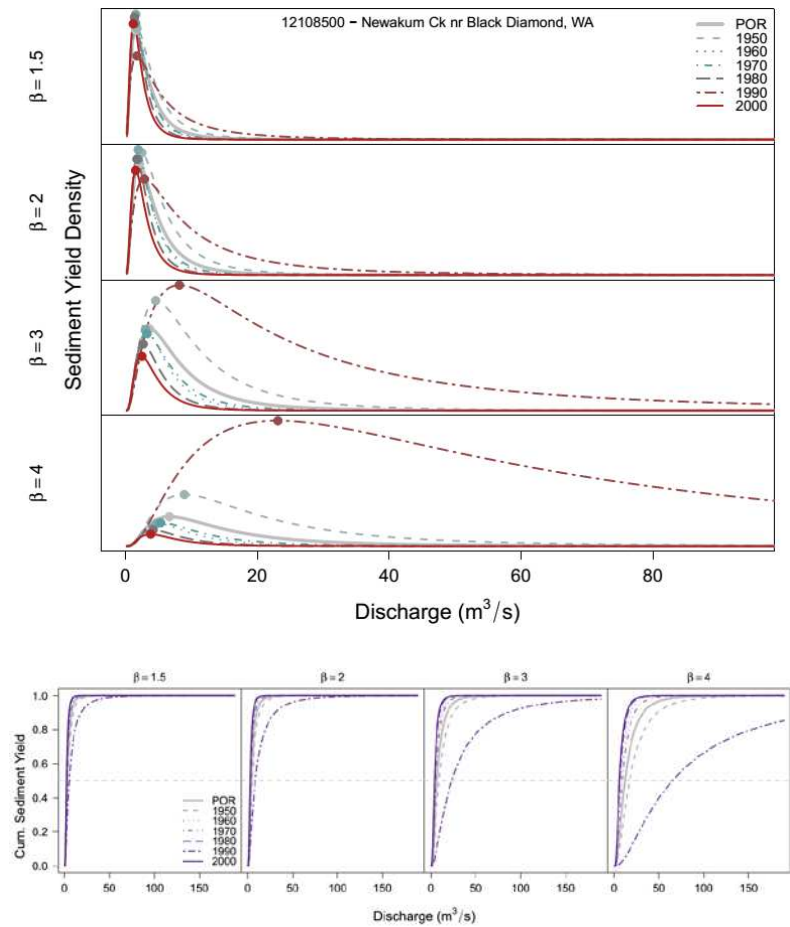 12108500 – Newakum Ck nr Black Diamond, WA
POR
1950
1960
1970
1980
1990
2000
β = 1.5
β = 2
β = 3
β = 4
Sediment Yield Density
0 20 40 60 80
Discharge (m³/s)
β = 1.5 β = 2 β = 3 β = 4
Cum. Sediment Yield
1.0
0.8
0.6
0.4
0.2
0.0
POR
1950
1960
1970
1980
1990
2000
0 50 100 150 0 50 100 150 0 50 100 150 0 50 100 150
Discharge (m³/s)